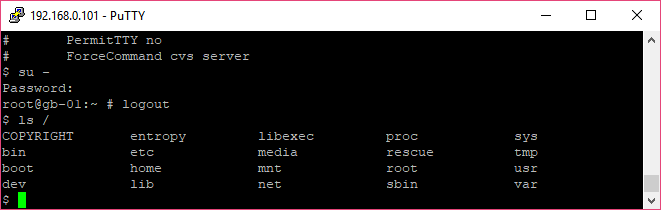 192.168.0.101 - PuTTY
#       PermitTTY no
#       ForceCommand cvs server
$ su -
Password:
root@gb-01:~ # logout
$ ls /
COPYRIGHT       entropy         libexec         proc            sys
bin             etc             media           rescue          tmp
boot            home            mnt             root            usr
dev             lib             net             sbin            var
$